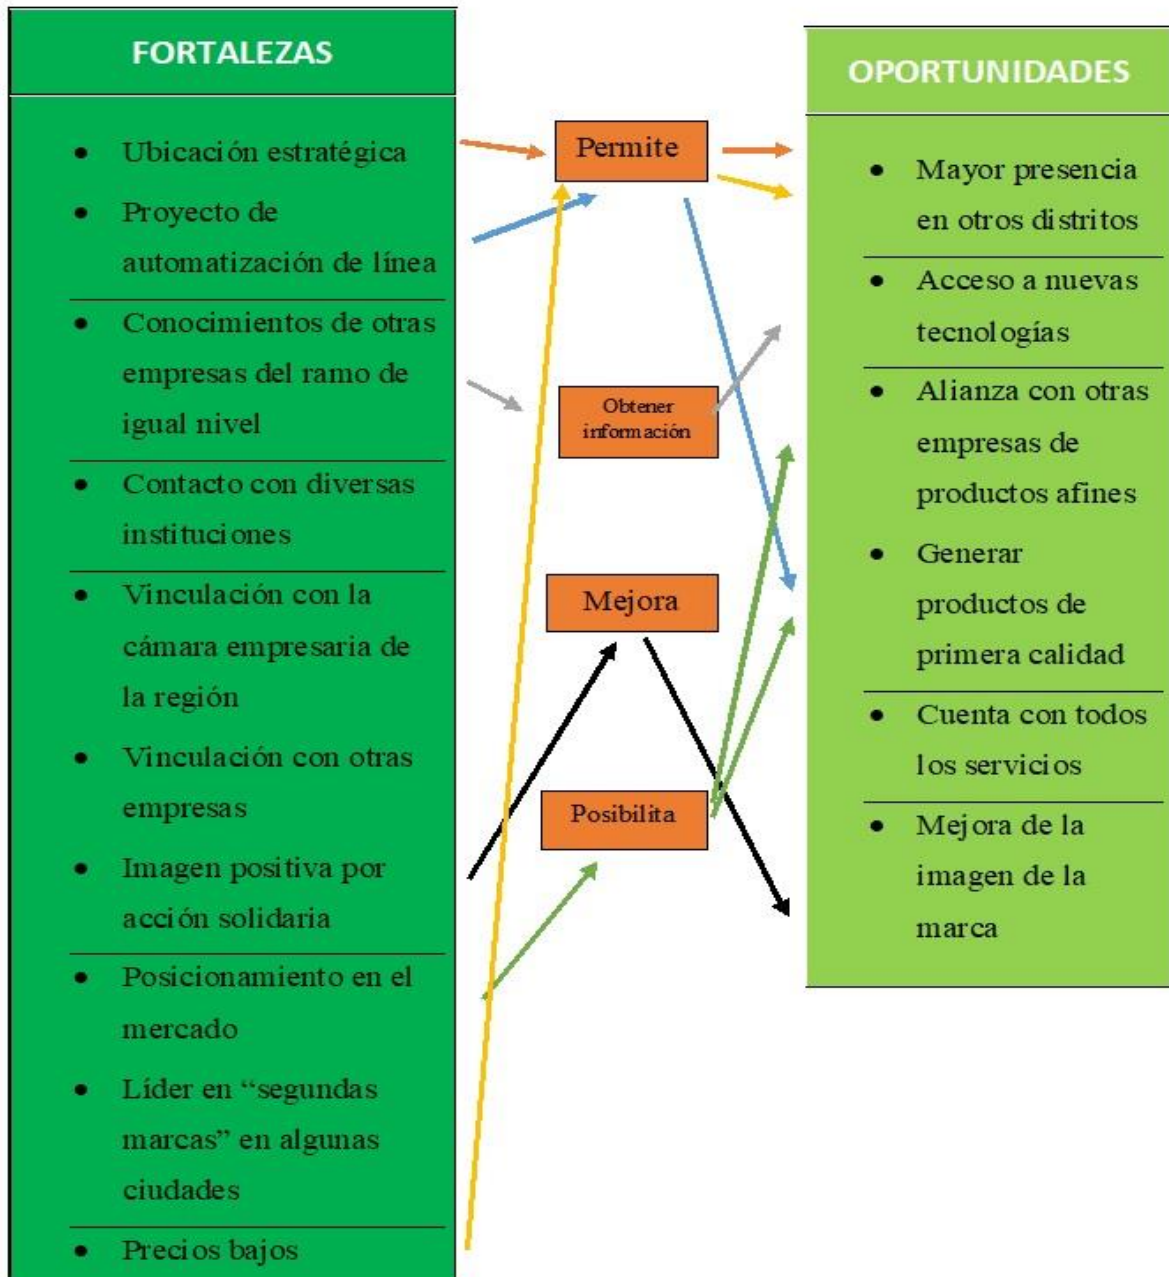 FORTALEZAS
• Ubicación estratégica
• Proyecto de
automatización de línea
• Conocimientos de otras
empresas del ramo de
igual nivel
• Contacto con diversas
instituciones
• Vinculación con la
cámara empresaria de
la región
• Vinculación con otras
empresas
• Imagen positiva por
acción solidaria
• Posicionamiento en el
mercado
• Líder en “segundas
marcas” en algunas
ciudades
• Precios bajos
Permite
Obtener
información
Mejora
Posibilita
OPORTUNIDADES
• Mayor presencia
en otros distritos
• Acceso a nuevas
tecnologías
• Alianza con otras
empresas de
productos afines
• Generar
productos de
primera calidad
• Cuenta con todos
los servicios
• Mejora de la
imagen de la
marca